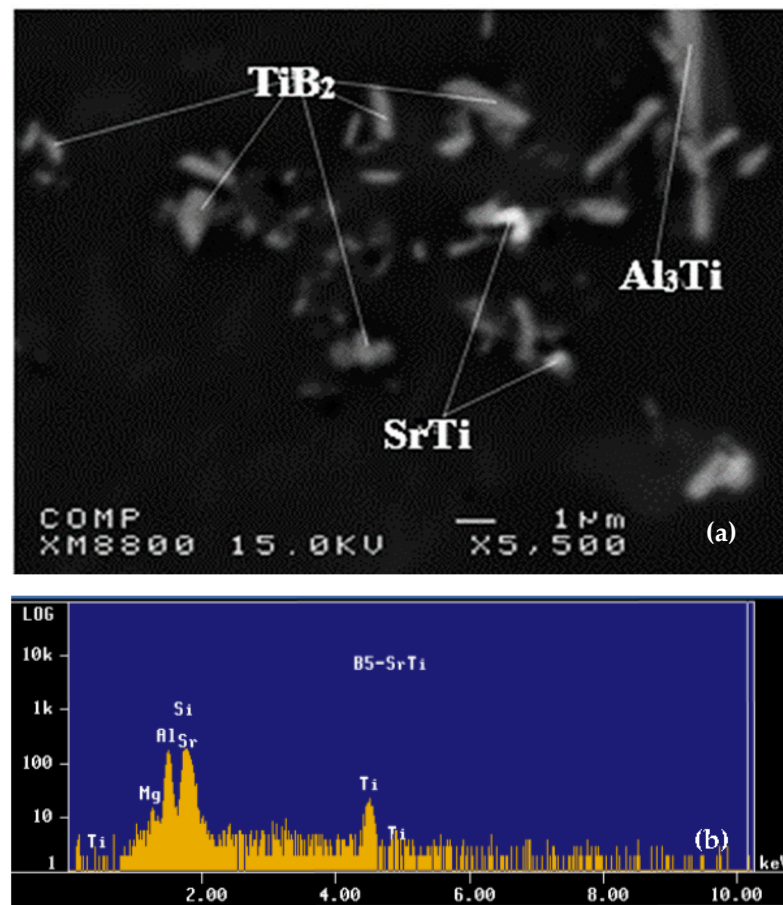 TiB₂
Al₃Ti
SrTi
COMP
1μm
XM8800 15.0KV X5,500
(a)
LOG
B5-SrTi
10k
Si
1k
Al Sr
100
Ti
Mg
10
Ti
Ti
(b)
1
keV
2.00 4.00 6.00 8.00 10.00